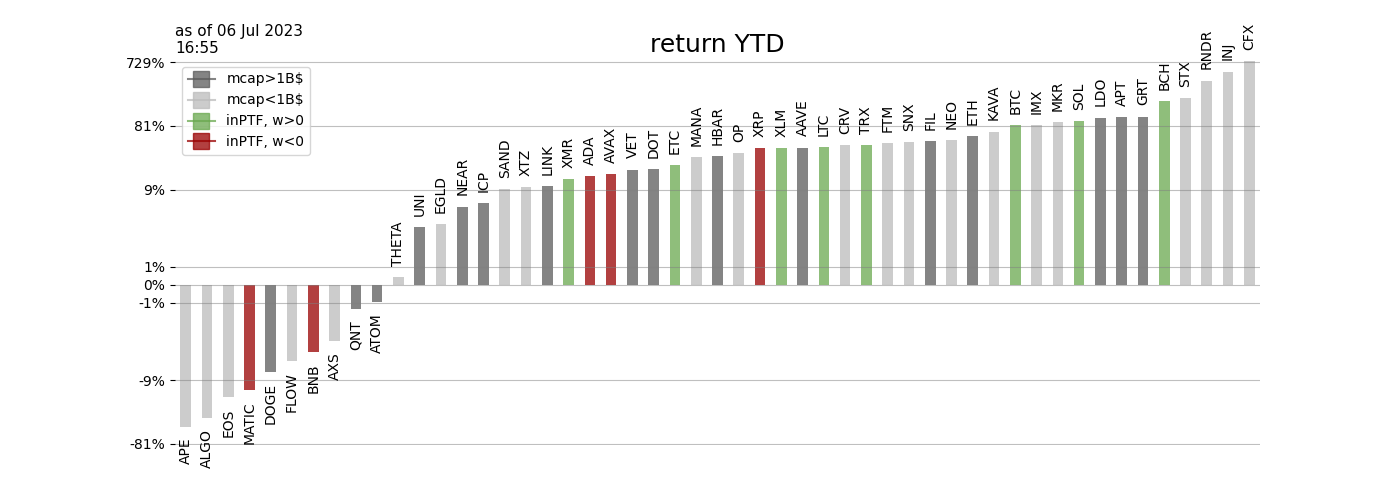 as of 06 Jul 2023
16:55
return YTD
mcap>1B$
mcap<1B$
inPTF, w>0
inPTF, w<0
729%
81%
9%
1%
0%
-1%
-9%
-81%
APE
ALGO
EOS
MATIC
DOGE
FLOW
BNB
AXS
QNT
ATOM
THETA
UNI
EGLD
NEAR
ICP
SAND
XTZ
LINK
XMR
ADA
AVAX
VET
DOT
ETC
MANA
HBAR
OP
XRP
XLM
AAVE
LTC
CRV
TRX
FTM
SNX
FIL
NEO
ETH
KAVA
BTC
IMX
MKR
SOL
LDO
APT
GRT
BCH
STX
RNDR
INJ
CFX